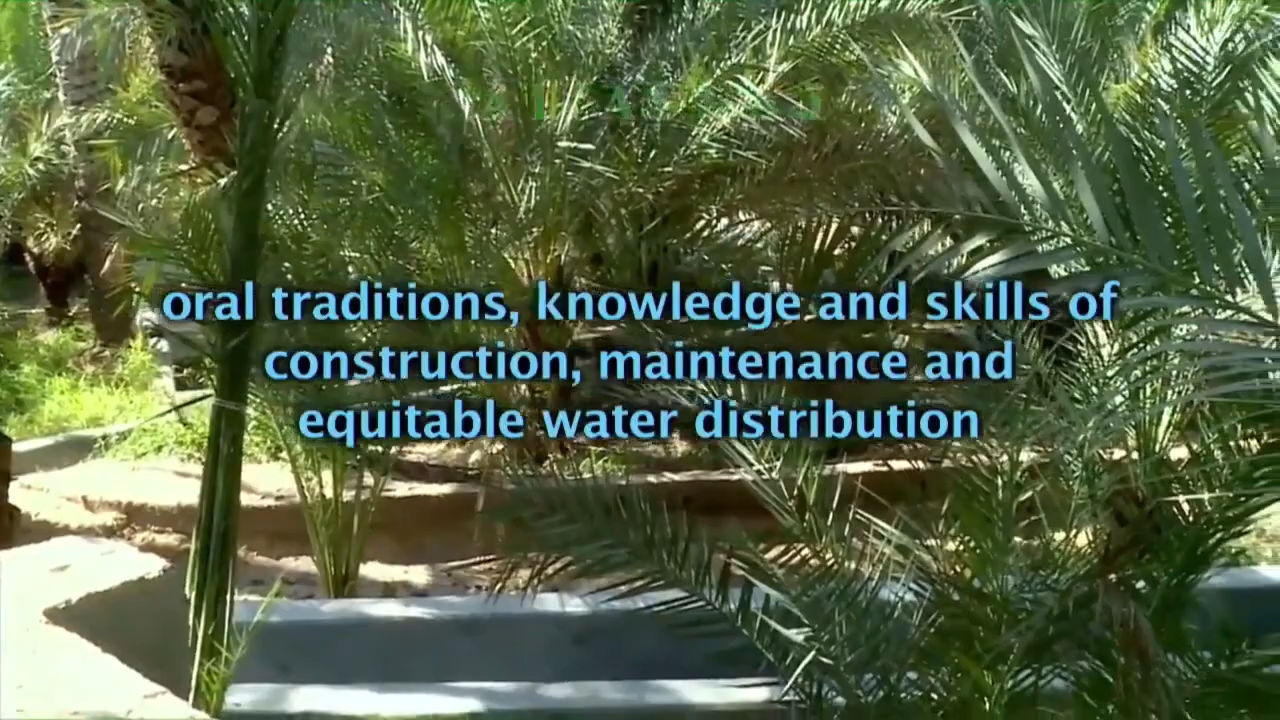 oral traditions, knowledge and skills of
construction, maintenance and
equitable water distribution